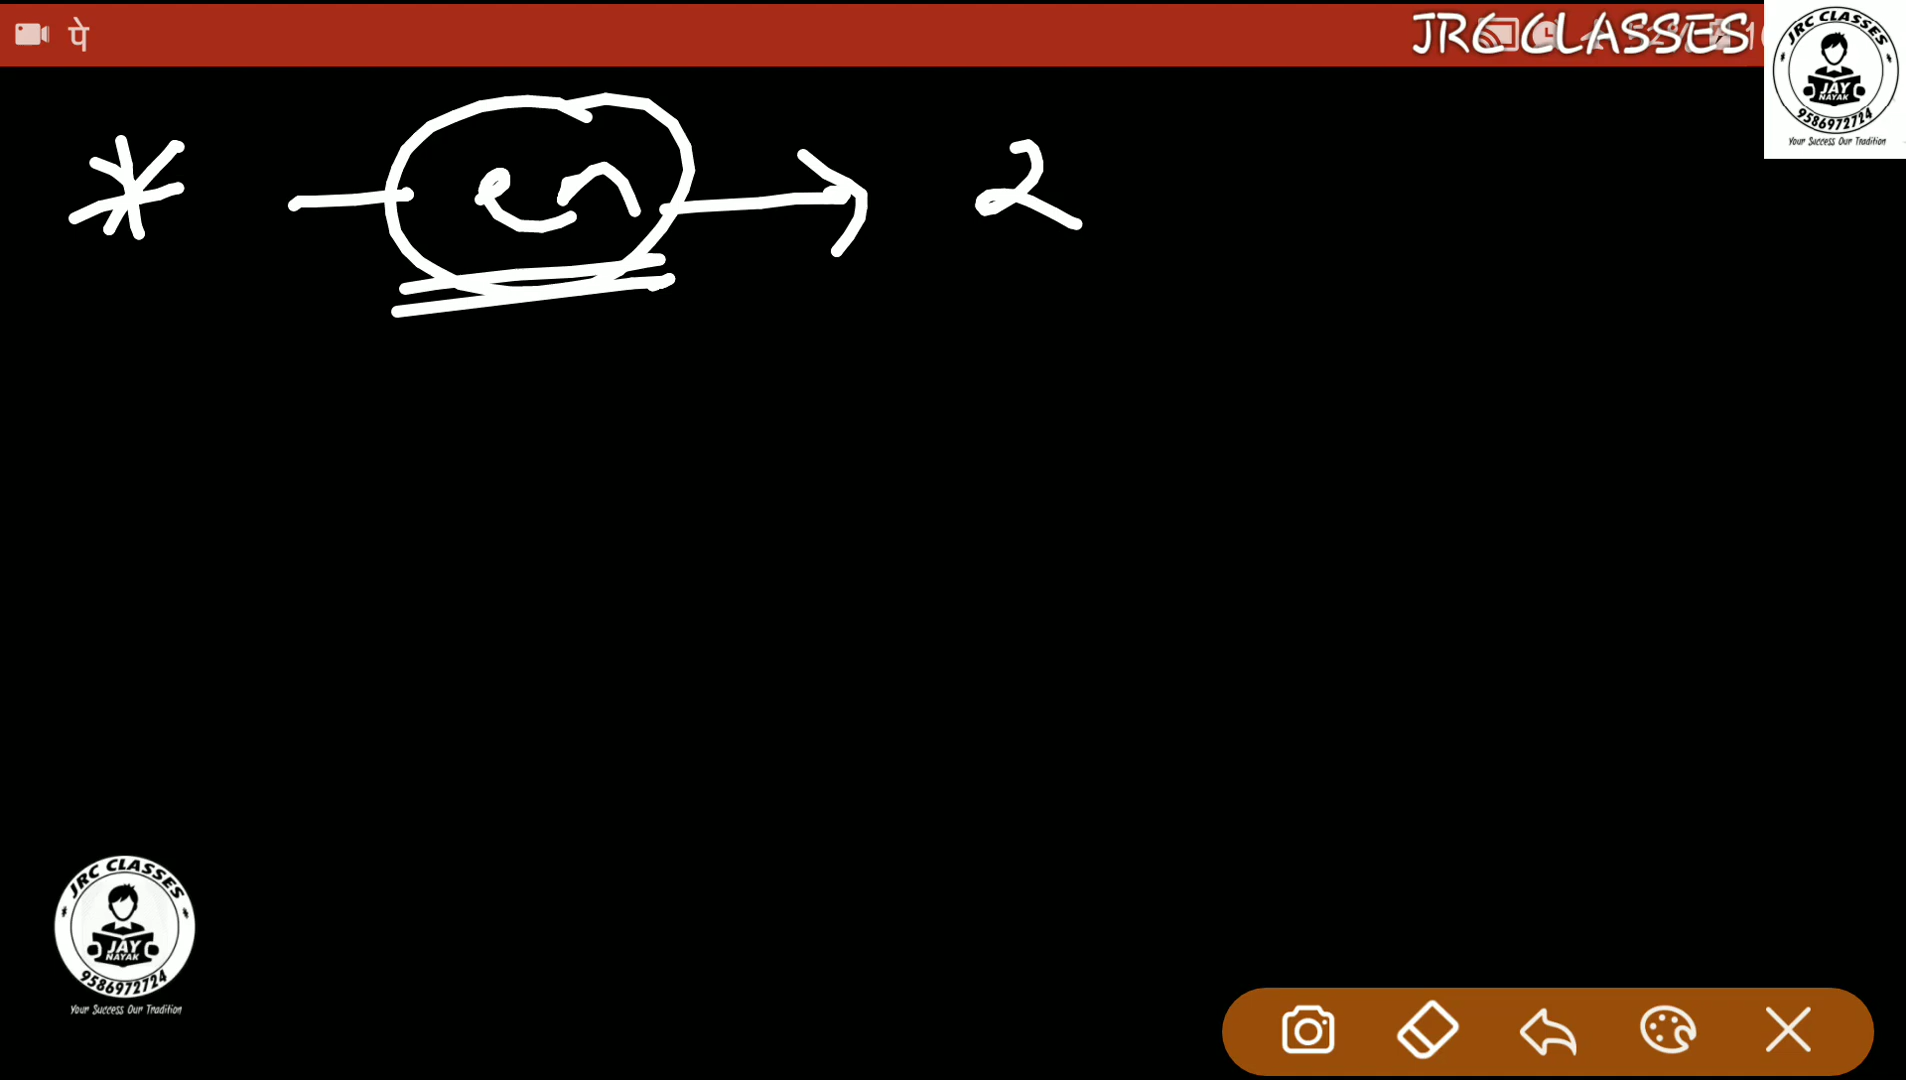 पे JRC CLASSES
JRC CLASSES
JAY
NAYAK
9586972724
Your Success Our Tradition
* en → 2
JRC CLASSES
JAY
NAYAK
9586972724
Your Success Our Tradition